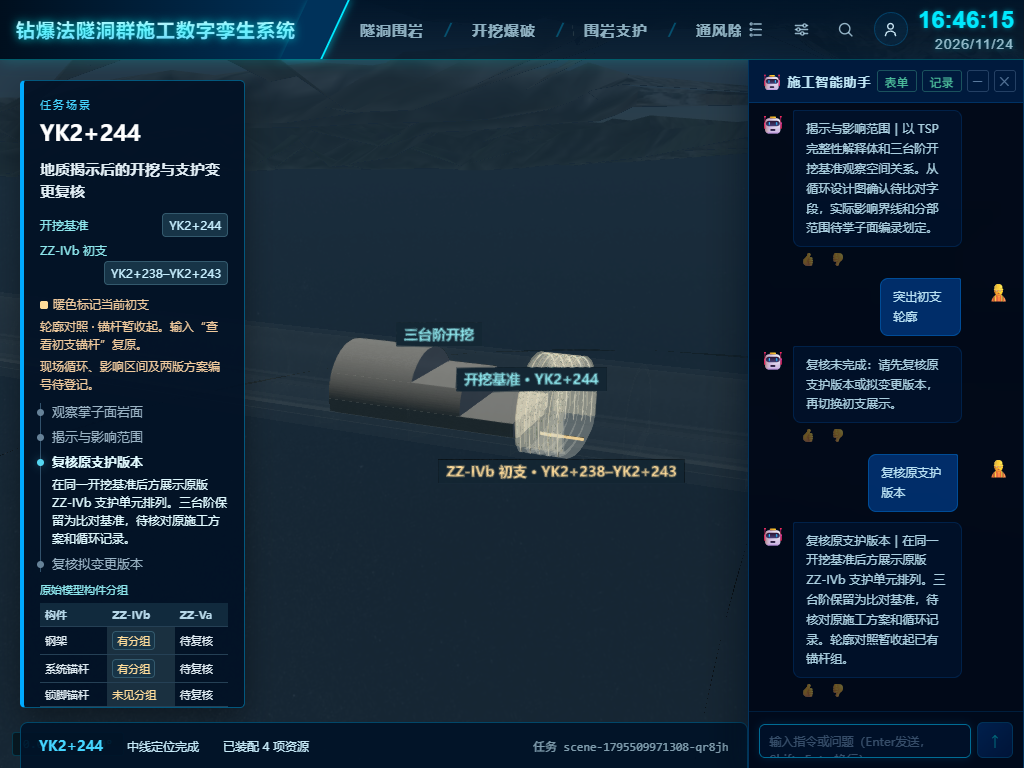 钻爆法隧洞群施工数字孪生系统
隧洞围岩 / 开挖爆破 / 围岩支护 / 通风除
16:46:15
2026/11/24
任务场景
YK2+244
地质揭示后的开挖与支护变
更复核
开挖基准 YK2+244
ZZ-IVb 初支
YK2+238—YK2+243
暖色标记当前初支
轮廓对照 · 锚杆暂收起。输入“查
看初支锚杆”复原。
现场循环、影响区间及两版方案编
号待登记。
观察掌子面岩面
揭示与影响范围
复核原支护版本
在同一开挖基准后方展示原版
ZZ-IVb 支护单元排列。三台阶保
留为比对基准，待核对原施工方
案和循环记录。
复核拟变更版本
原始模型构件分组
构件 ZZ-IVb ZZ-Va
钢架 有分组 待复核
系统锚杆 有分组 待复核
锁脚锚杆 未见分组 待复核
三台阶开挖
开挖基准 • YK2+244
ZZ-IVb 初支 • YK2+238—YK2+243
YK2+244 中线定位完成 已装配 4 项资源 任务 scene-1795509971308-qr8jh
施工智能助手 表单 记录
揭示与影响范围 | 以 TSP
完整性解释体和三台阶开
挖基准观察空间关系。从
循环设计图确认待比对字
段，实际影响界线和分部
范围待掌子面编录划定。
突出初支
轮廓
复核未完成：请先复核原
支护版本或拟变更版本，
再切换初支展示。
复核原支护
版本
复核原支护版本 | 在同一
开挖基准后方展示原版
ZZ-IVb 支护单元排列。三
台阶保留为比对基准，待
核对原施工方案和循环记
录。轮廓对照暂收起已有
锚杆组。
输入指令或问题（Enter发送，